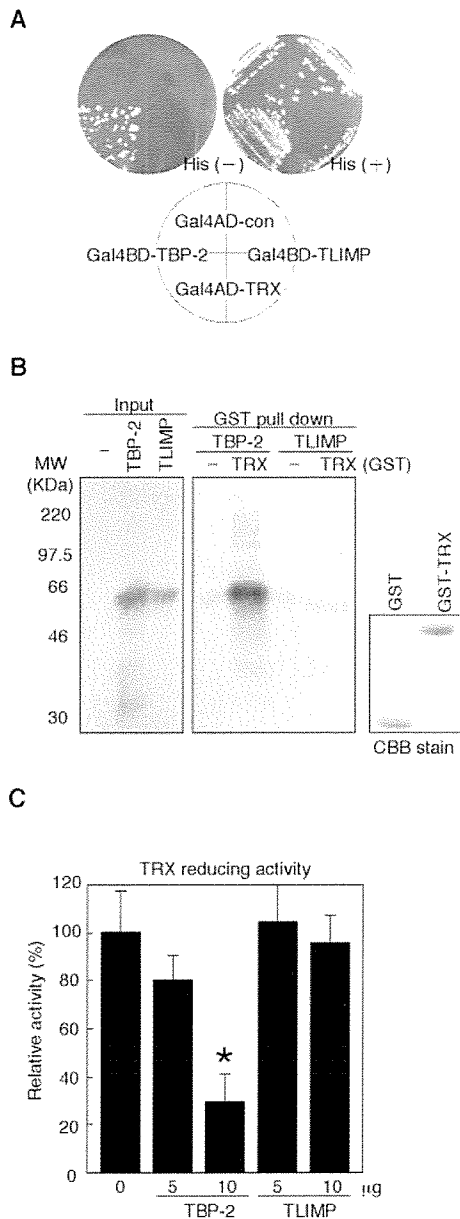 A
His (−)
His (+)
Gal4AD-con
Gal4BD-TBP-2
Gal4BD-TLIMP
Gal4AD-TRX
B
Input
GST pull down
−
TBP-2
TLIMP
TBP-2
TLIMP
MW
(KDa)
− TRX − TRX (GST)
220
97.5
66
46
30
GST
GST-TRX
CBB stain
C
TRX reducing activity
Relative activity (%)
120
100
80
60
40
20
0
*
0 5 10 5 10 μg
TBP-2 TLIMP